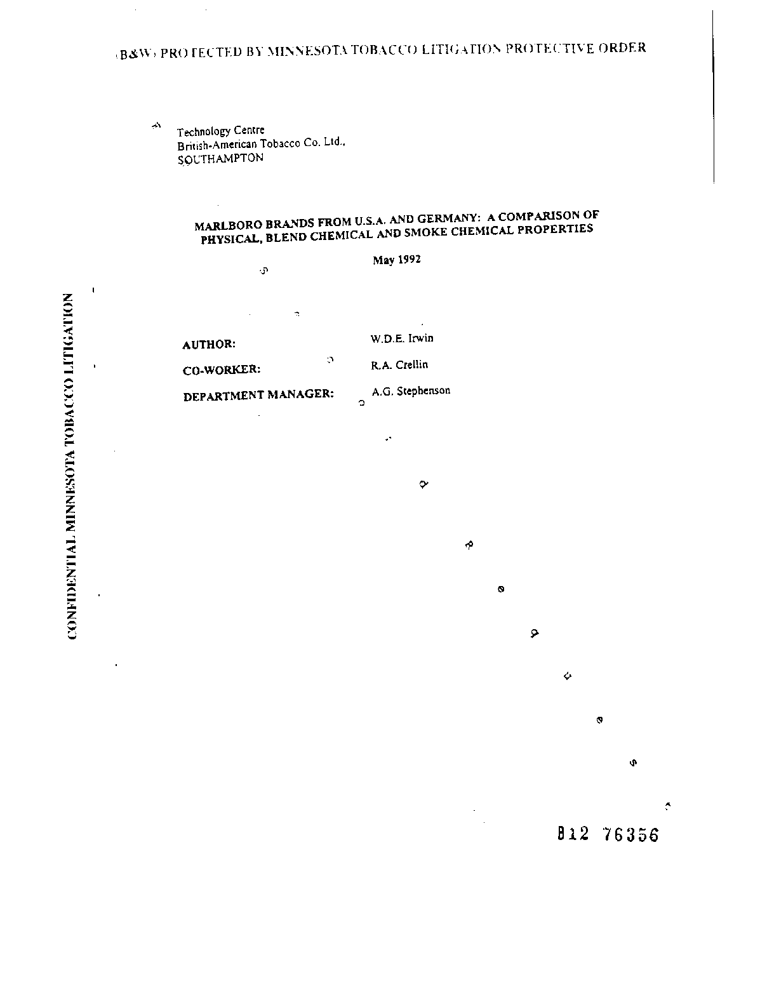 (B&W) PROTECTED BY MINNESOTA TOBACCO LITIGATION PROTECTIVE ORDER
Technology Centre
British-American Tobacco Co. Ltd.,
SOUTHAMPTON
MARLBORO BRANDS FROM U.S.A. AND GERMANY: A COMPARISON OF
PHYSICAL, BLEND CHEMICAL AND SMOKE CHEMICAL PROPERTIES
May 1992
AUTHOR: W.D.E. Irwin
CO-WORKER: R.A. Crellin
DEPARTMENT MANAGER: A.G. Stephenson
CONFIDENTIAL MINNESOTA TOBACCO LITIGATION
B12 76356